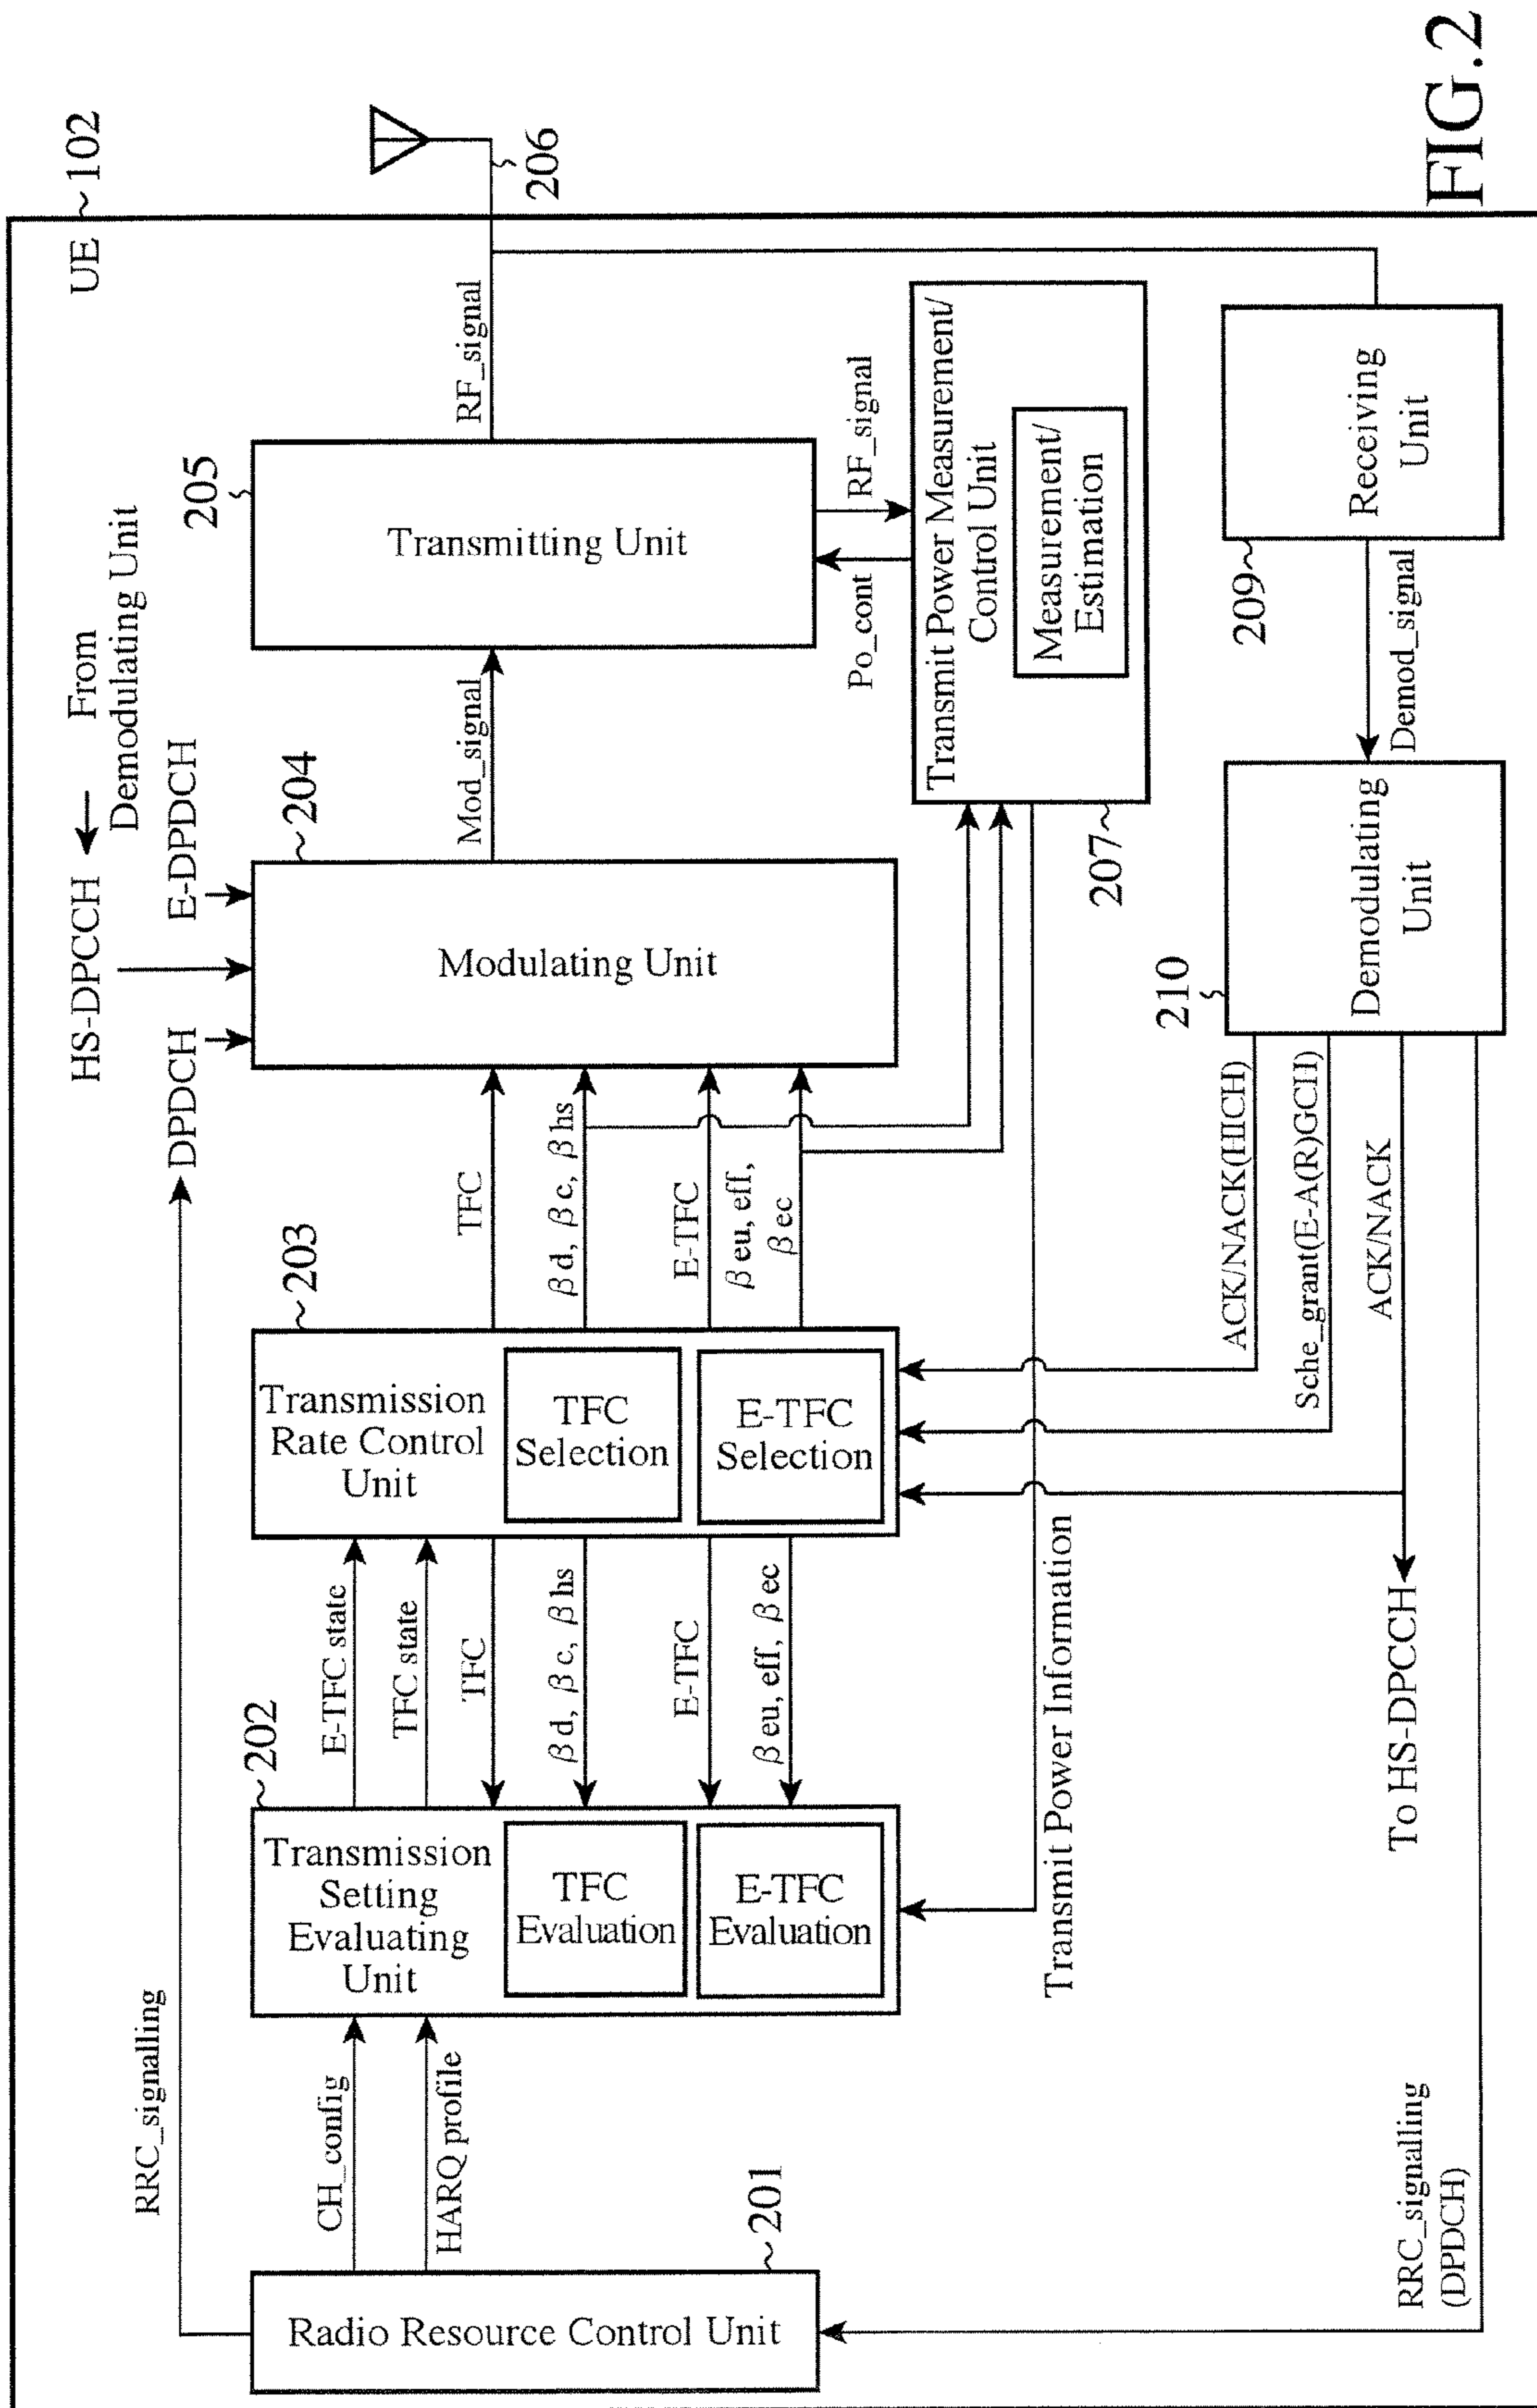 UE 102
RRC_signalling
Radio Resource Control Unit
201
CH_config
HARQ profile
202
Transmission
Setting
Evaluating
Unit
TFC
Evaluation
E-TFC
Evaluation
E-TFC state
TFC state
TFC
βd, βc, βhs
E-TFC
βeu, eff, βec
203
Transmission
Rate Control
Unit
TFC
Selection
E-TFC
Selection
TFC
βd, βc, βhs
E-TFC
βeu, eff,
βec
DPDCH
HS-DPCCH
E-DPDCH
From
Demodulating Unit
204
Modulating Unit
Mod_signal
205
Transmitting Unit
RF_signal
206
Po_cont
RF_signal
Transmit Power Measurement/
Control Unit
Measurement/
Estimation
207
Transmit Power Information
209
Receiving
Unit
Demod_signal
210
Demodulating
Unit
ACK/NACK(HICH)
Sche_grant(E-A(R)GCH)
ACK/NACK
To HS-DPCCH
RRC_signalling
(DPDCH)
FIG.2